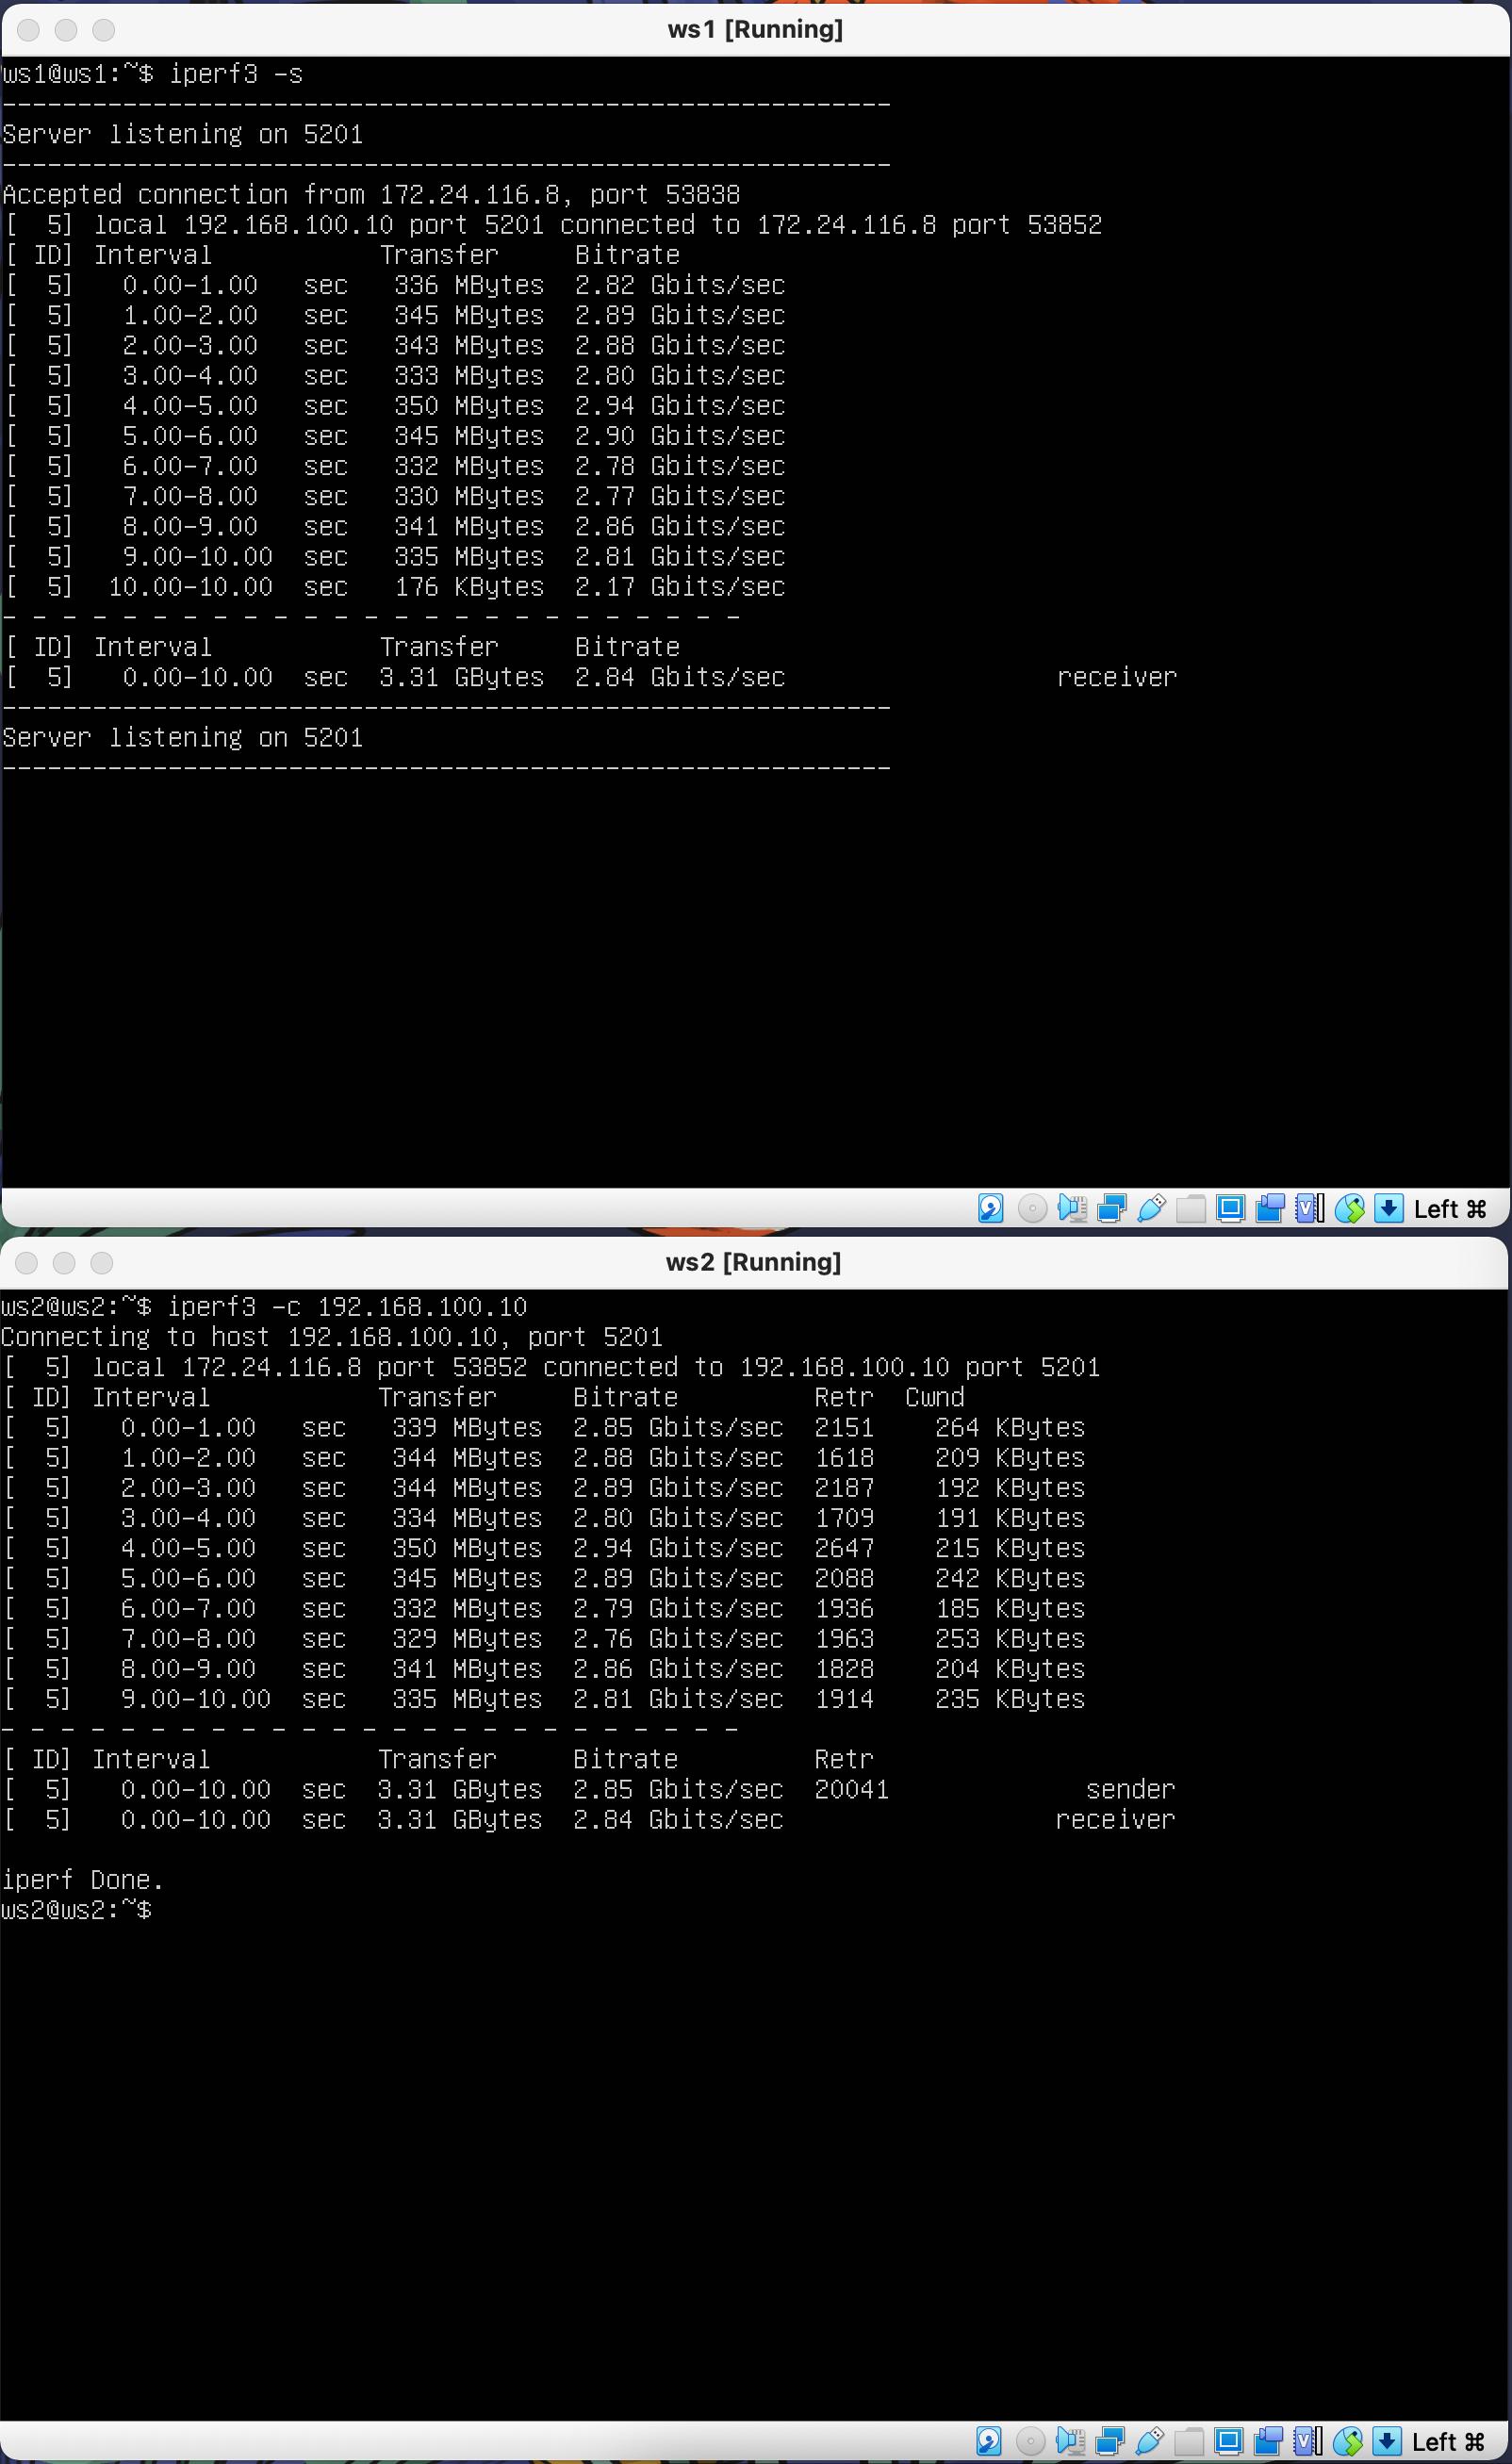 ws1 [Running]
ws1@ws1:~$ iperf3 -s
-----------------------------------------------------------
Server listening on 5201
-----------------------------------------------------------
Accepted connection from 172.24.116.8, port 53838
[  5] local 192.168.100.10 port 5201 connected to 172.24.116.8 port 53852
[ ID] Interval           Transfer     Bitrate
[  5]   0.00-1.00   sec   336 MBytes  2.82 Gbits/sec
[  5]   1.00-2.00   sec   345 MBytes  2.89 Gbits/sec
[  5]   2.00-3.00   sec   343 MBytes  2.88 Gbits/sec
[  5]   3.00-4.00   sec   333 MBytes  2.80 Gbits/sec
[  5]   4.00-5.00   sec   350 MBytes  2.94 Gbits/sec
[  5]   5.00-6.00   sec   345 MBytes  2.90 Gbits/sec
[  5]   6.00-7.00   sec   332 MBytes  2.78 Gbits/sec
[  5]   7.00-8.00   sec   330 MBytes  2.77 Gbits/sec
[  5]   8.00-9.00   sec   341 MBytes  2.86 Gbits/sec
[  5]   9.00-10.00  sec   335 MBytes  2.81 Gbits/sec
[  5]  10.00-10.00  sec   176 KBytes  2.17 Gbits/sec
- - - - - - - - - - - - - - - - - - - - - - - - -
[ ID] Interval           Transfer     Bitrate
[  5]   0.00-10.00  sec  3.31 GBytes  2.84 Gbits/sec                  receiver
-----------------------------------------------------------
Server listening on 5201
-----------------------------------------------------------
Left ⌘
ws2 [Running]
ws2@ws2:~$ iperf3 -c 192.168.100.10
Connecting to host 192.168.100.10, port 5201
[  5] local 172.24.116.8 port 53852 connected to 192.168.100.10 port 5201
[ ID] Interval           Transfer     Bitrate         Retr  Cwnd
[  5]   0.00-1.00   sec   339 MBytes  2.85 Gbits/sec  2151    264 KBytes
[  5]   1.00-2.00   sec   344 MBytes  2.88 Gbits/sec  1618    209 KBytes
[  5]   2.00-3.00   sec   344 MBytes  2.89 Gbits/sec  2187    192 KBytes
[  5]   3.00-4.00   sec   334 MBytes  2.80 Gbits/sec  1709    191 KBytes
[  5]   4.00-5.00   sec   350 MBytes  2.94 Gbits/sec  2647    215 KBytes
[  5]   5.00-6.00   sec   345 MBytes  2.89 Gbits/sec  2088    242 KBytes
[  5]   6.00-7.00   sec   332 MBytes  2.79 Gbits/sec  1936    185 KBytes
[  5]   7.00-8.00   sec   329 MBytes  2.76 Gbits/sec  1963    253 KBytes
[  5]   8.00-9.00   sec   341 MBytes  2.86 Gbits/sec  1828    204 KBytes
[  5]   9.00-10.00  sec   335 MBytes  2.81 Gbits/sec  1914    235 KBytes
- - - - - - - - - - - - - - - - - - - - - - - - -
[ ID] Interval           Transfer     Bitrate         Retr
[  5]   0.00-10.00  sec  3.31 GBytes  2.85 Gbits/sec  20041             sender
[  5]   0.00-10.00  sec  3.31 GBytes  2.84 Gbits/sec                  receiver
iperf Done.
ws2@ws2:~$
Left ⌘